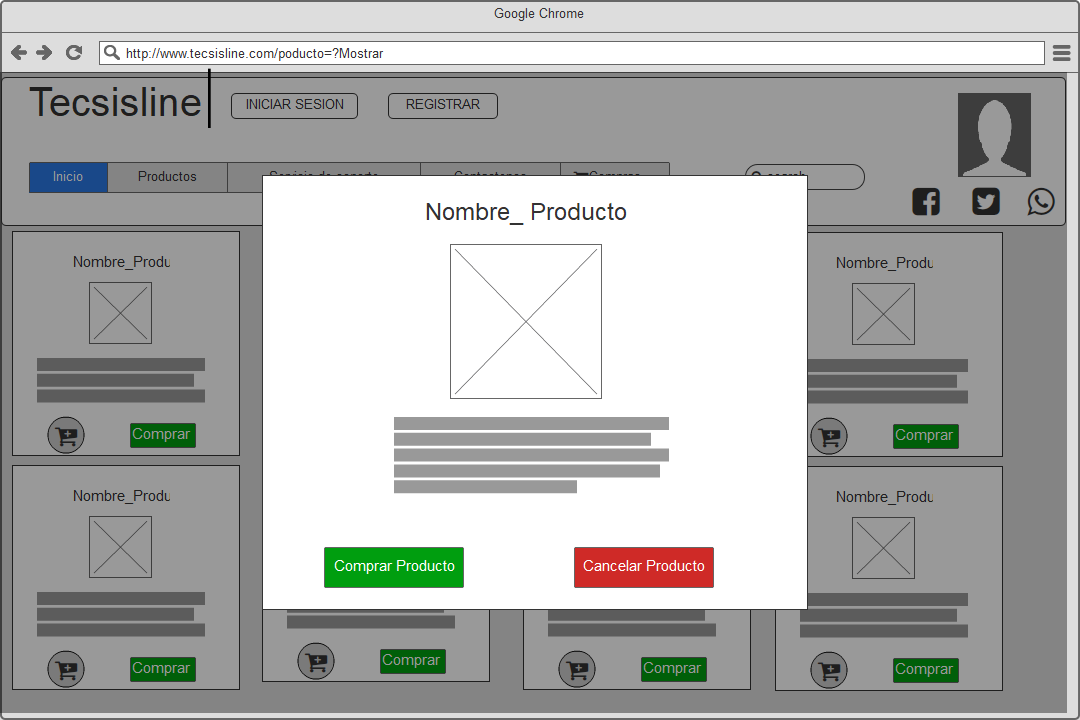 Google Chrome
http://www.tecsisline.com/poducto=?Mostrar
Tecsisline
INICIAR SESION
REGISTRAR
Inicio
Productos
Nombre_ Producto
Nombre_Produ
Nombre_Produ
Comprar
Comprar
Nombre_Produ
Nombre_Produ
Comprar Producto
Cancelar Producto
Comprar
Comprar
Comprar
Comprar